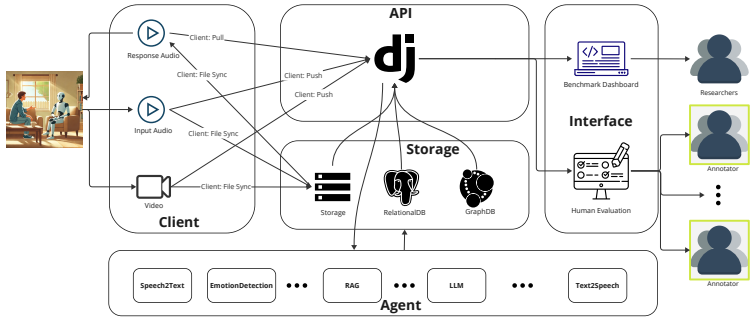 API
Response Audio
Client: Pull
Client: File Sync
Client: Push
Client: Push
Input Audio
Client: File Sync
Video
Client: File Sync
Client
dj
Storage
Storage
RelationalDB
GraphDB
Benchmark Dashboard
Interface
Human Evaluation
Researchers
Annotator
Annotator
Speech2Text
EmotionDetection
RAG
LLM
Text2Speech
Agent